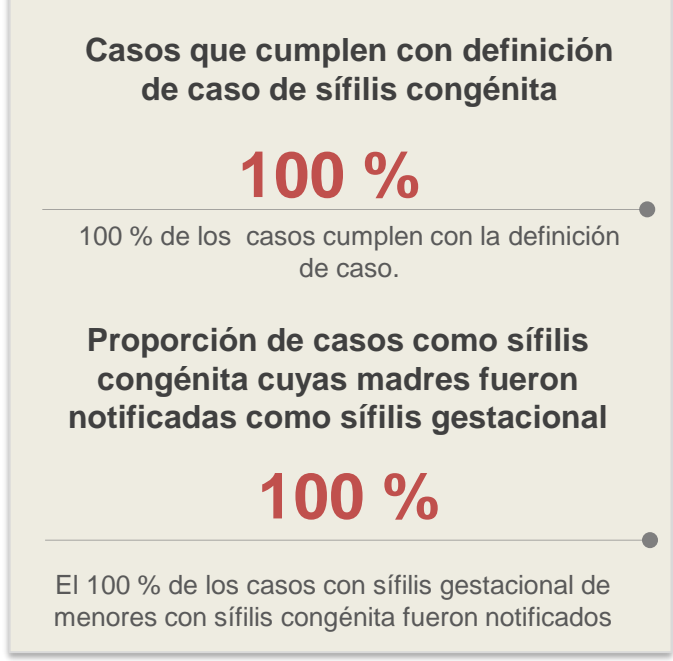 Casos que cumplen con definición
de caso de sífilis congénita
100 %
100 % de los casos cumplen con la definición
de caso.
Proporción de casos como sífilis
congénita cuyas madres fueron
notificadas como sífilis gestacional
100 %
El 100 % de los casos con sífilis gestacional de
menores con sífilis congénita fueron notificados